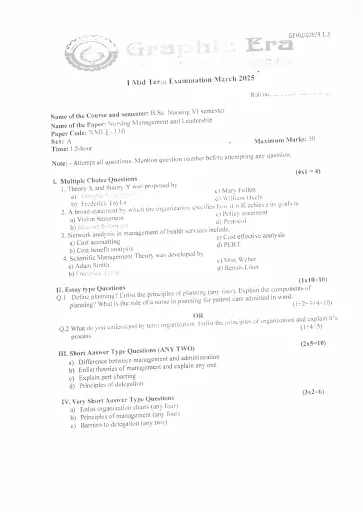 Graphic Era
I Mid Term Examination March 2025
Roll no.
Name of the Course and semester: B.Sc. Nursing VI semester
Name of the Paper: Nursing Management and Leadership
Paper Code: NMLE-330
Set: A
Maximum Marks: 30
Time: 1.5-hour
Note: - Attempt all questions. Mention question number before attempting any question.
I. Multiple Choice Questions (4x1 = 4)
1. Theory X and theory Y was proposed by
a)
c) Mary Follett
b) Frederick Taylor
d) William Ouchi
2. A broad statement by which the organization specifies how it will achieve its goals is
a) Vision Statement
c) Policy statement
b)
d) Protocol
3. Network analysis in management of health services include,
a) Cost accounting
c) Cost effective analysis
b) Cost benefit analysis
d) PERT
4. Scientific Management Theory was developed by
a) Adam Smith
c) Max Weber
b)
d) Rensis Liker
II. Essay type Questions (1x10=10)
Q.1 Define planning? Enlist the principles of planning (any four). Explain the components of
planning? What is the role of a nurse in planning for patient care admitted in ward.
OR
Q.2 What do you understand by term organization. Enlist the principles of organization and explain it's
process.
III. Short Answer Type Questions (ANY TWO) (2x5=10)
a) Difference between management and administration
b) Enlist theories of management and explain any one
c) Explain pert charting
d) Principles of delegation
IV. Very Short Answer Type Questions (3x2=6)
a) Enlist organization charts (any four)
b) Principles of management (any four)
c) Barriers to delegation (any two)